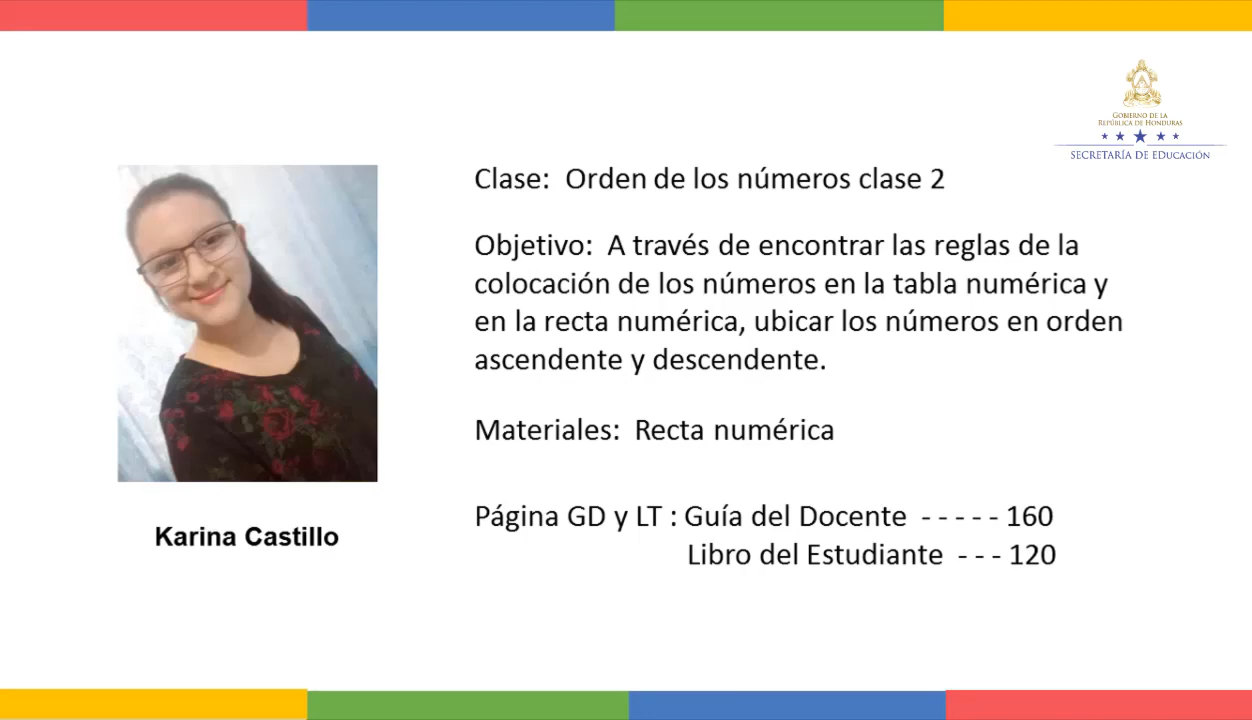 GOBIERNO DE LA
REPÚBLICA DE HONDURAS
SECRETARÍA DE EDUCACIÓN
Clase: Orden de los números clase 2
Objetivo: A través de encontrar las reglas de la
colocación de los números en la tabla numérica y
en la recta numérica, ubicar los números en orden
ascendente y descendente.
Materiales: Recta numérica
Página GD y LT : Guía del Docente - - - - - 160
Libro del Estudiante - - - 120
Karina Castillo